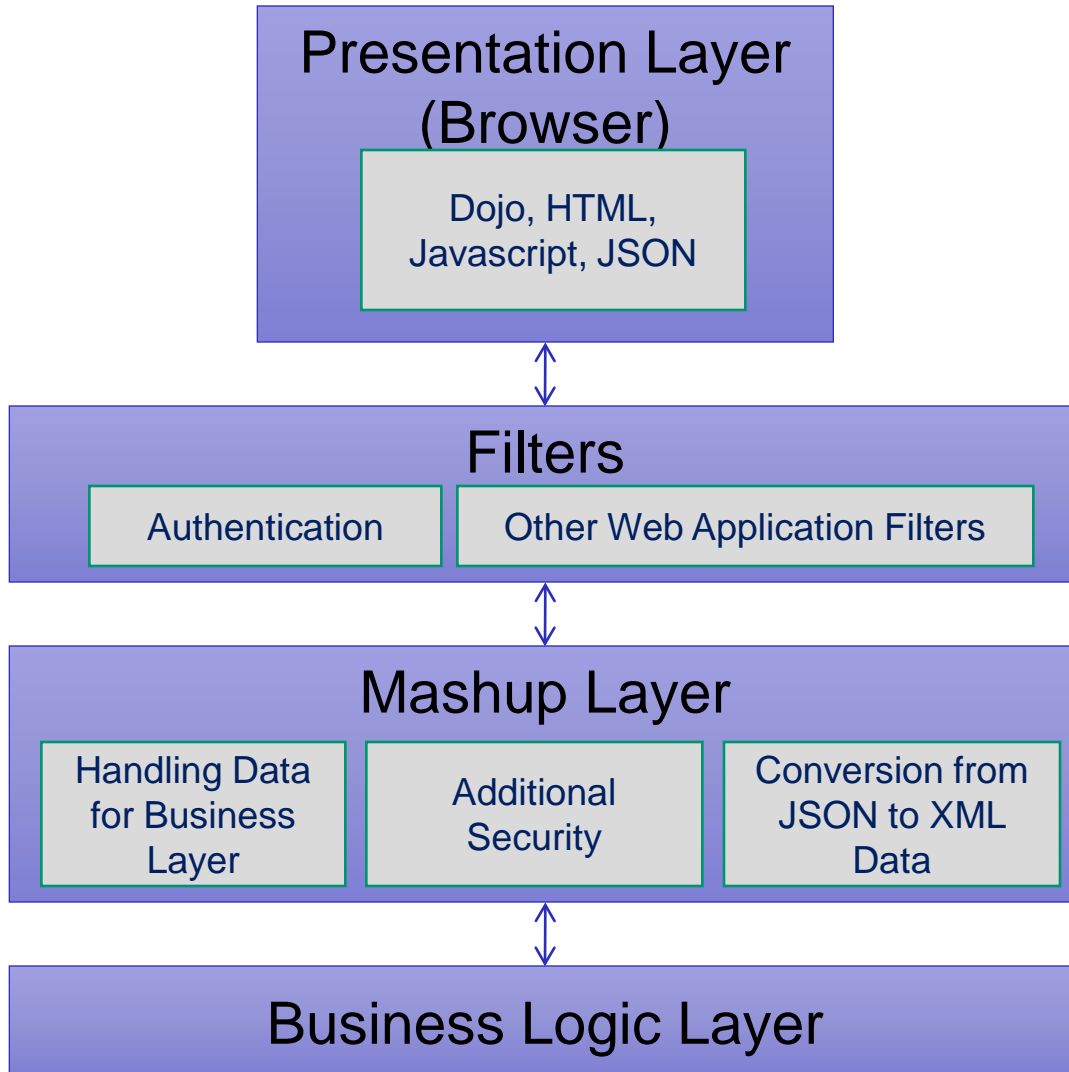 Presentation Layer
(Browser)
Dojo, HTML,
Javascript, JSON
Filters
Authentication
Other Web Application Filters
Mashup Layer
Handling Data
for Business
Layer
Additional
Security
Conversion from
JSON to XML
Data
Business Logic Layer